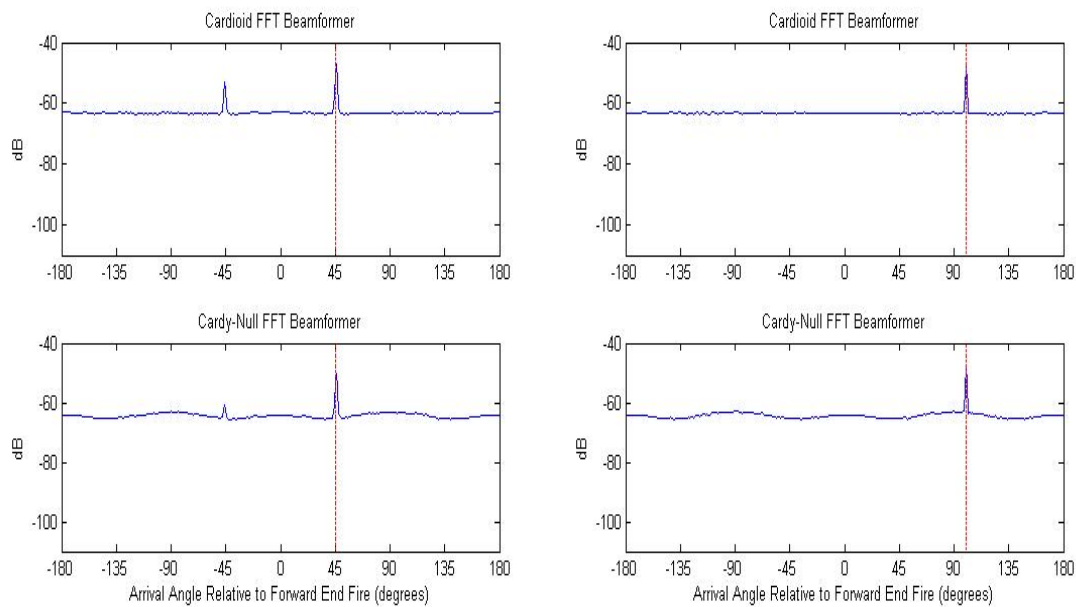 Cardioid FFT Beamformer
-40
-60
-80
-100
dB
-180 -135 -90 -45 0 45 90 135 180
Cardioid FFT Beamformer
-40
-60
-80
-100
dB
-180 -135 -90 -45 0 45 90 135 180
Cardy-Null FFT Beamformer
-40
-60
-80
-100
dB
-180 -135 -90 -45 0 45 90 135 180
Arrival Angle Relative to Forward End Fire (degrees)
Cardy-Null FFT Beamformer
-40
-60
-80
-100
dB
-180 -135 -90 -45 0 45 90 135 180
Arrival Angle Relative to Forward End Fire (degrees)